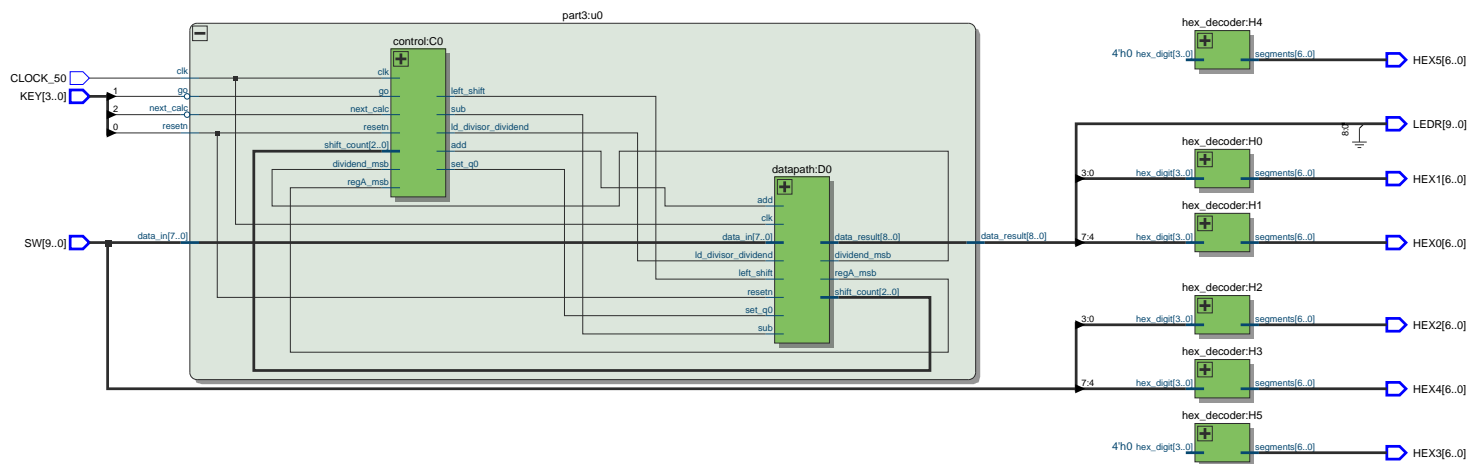 part3:u0
control:C0
CLOCK_50
KEY[3..0]
1
2
0
clk
go
next_calc
resetn
clk
go
next_calc
resetn
shift_count[2..0]
dividend_msb
regA_msb
left_shift
sub
ld_divisor_dividend
add
set_q0
datapath:D0
add
clk
data_in[7..0]
ld_divisor_dividend
left_shift
resetn
set_q0
sub
data_result[8..0]
dividend_msb
regA_msb
shift_count[2..0]
SW[9..0]
data_in[7..0]
data_result[8..0]
hex_decoder:H4
4'h0 hex_digit[3..0]
segments[6..0]
HEX5[6..0]
8:0
LEDR[9..0]
hex_decoder:H0
3:0
hex_digit[3..0]
segments[6..0]
HEX1[6..0]
hex_decoder:H1
7:4
hex_digit[3..0]
segments[6..0]
HEX0[6..0]
hex_decoder:H2
3:0
hex_digit[3..0]
segments[6..0]
HEX2[6..0]
hex_decoder:H3
7:4
hex_digit[3..0]
segments[6..0]
HEX4[6..0]
hex_decoder:H5
4'h0 hex_digit[3..0]
segments[6..0]
HEX3[6..0]